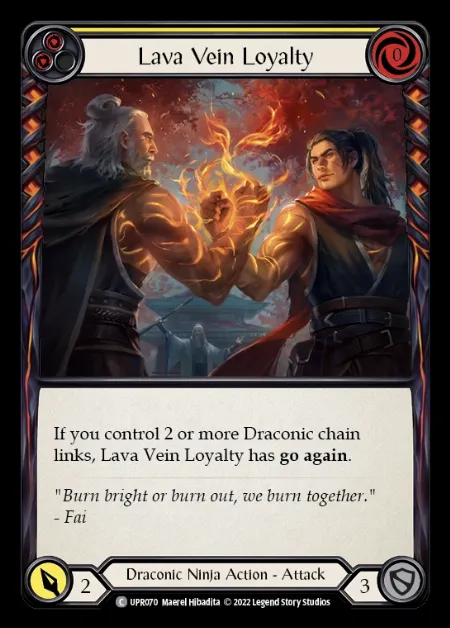 Lava Vein Loyalty
0
If you control 2 or more Draconic chain
links, Lava Vein Loyalty has go again.
"Burn bright or burn out, we burn together."
- Fai
2
Draconic Ninja Action - Attack
3
C UPR070 Maerel Hibadita © 2022 Legend Story Studios